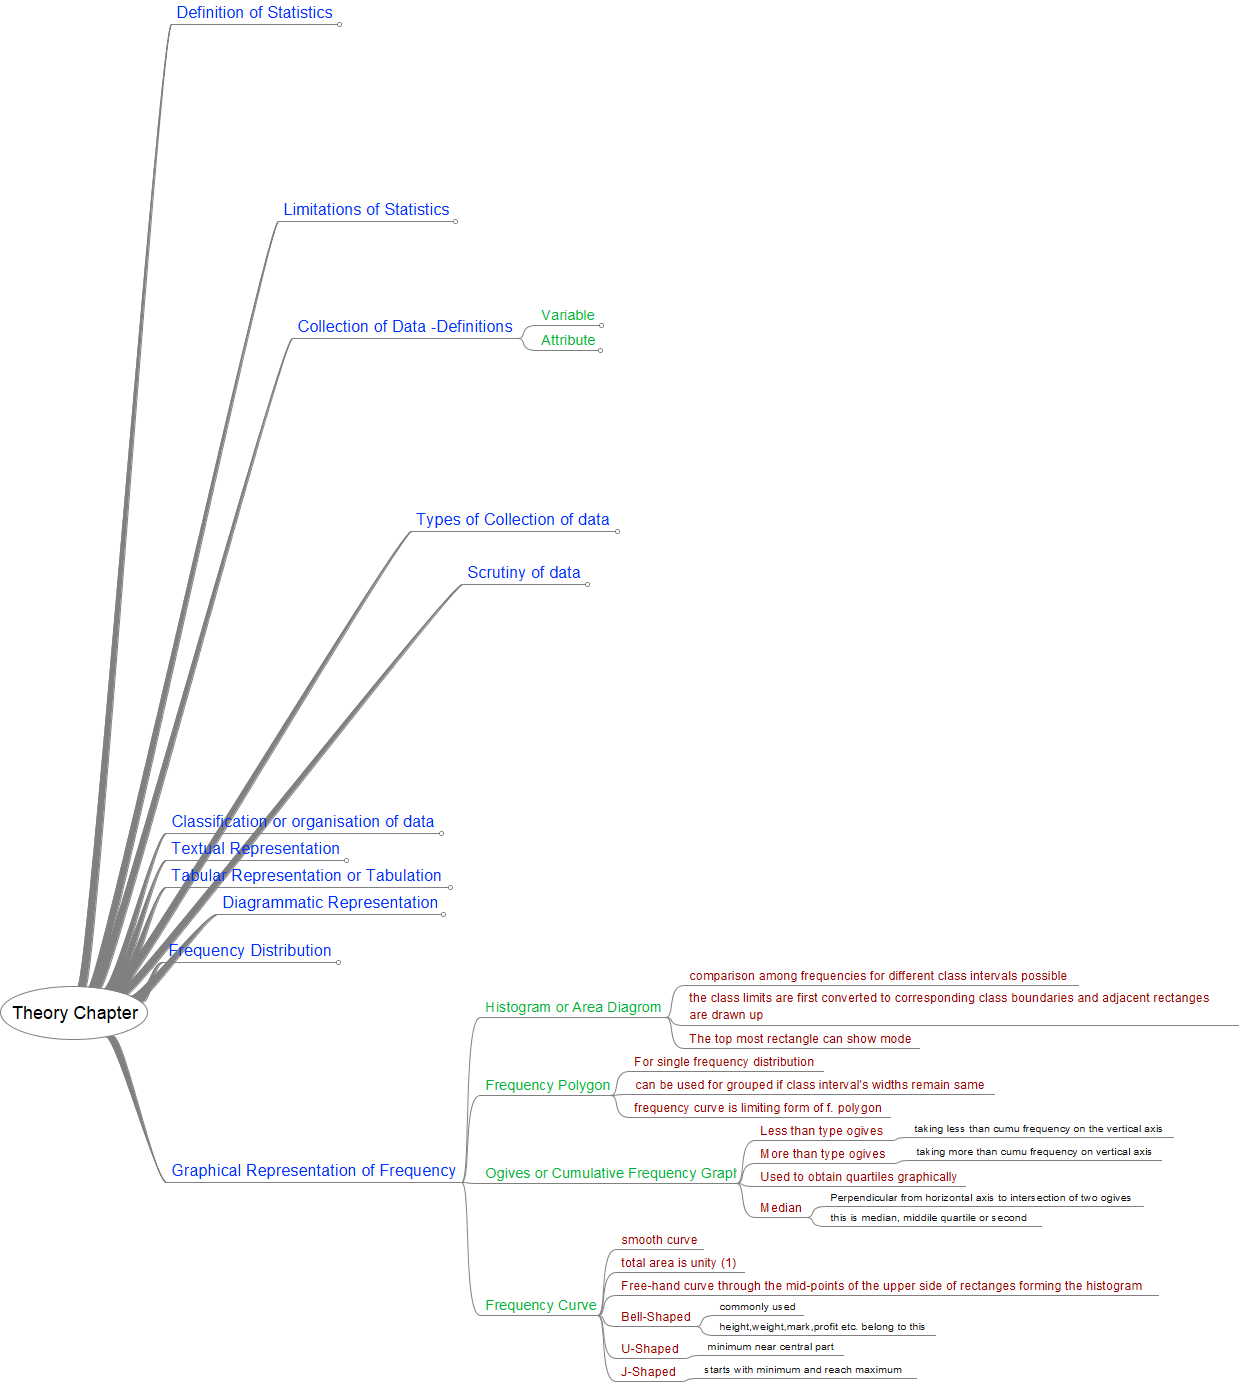 Definition of Statistics
Limitations of Statistics
Collection of Data -Definitions
Variable
Attribute
Types of Collection of data
Scrutiny of data
Classification or organisation of data
Textual Representation
Tabular Representation or Tabulation
Diagrammatic Representation
Frequency Distribution
Theory Chapter
Graphical Representation of Frequency
Histogram or Area Diagrom
comparison among frequencies for different class intervals possible
the class limits are first converted to corresponding class boundaries and adjacent rectanges
are drawn up
The top most rectangle can show mode
Frequency Polygon
For single frequency distribution
can be used for grouped if class interval's widths remain same
frequency curve is limiting form of f. polygon
Ogives or Cumulative Frequency Graph
Less than type ogives
taking less than cumu frequency on the vertical axis
More than type ogives
taking more than cumu frequency on vertical axis
Used to obtain quartiles graphically
Median
Perpendicular from horizontal axis to intersection of two ogives
this is median, middile quartile or second
Frequency Curve
smooth curve
total area is unity (1)
Free-hand curve through the mid-points of the upper side of rectanges forming the histogram
Bell-Shaped
commonly used
height,weight,mark,profit etc. belong to this
U-Shaped
minimum near central part
J-Shaped
starts with minimum and reach maximum